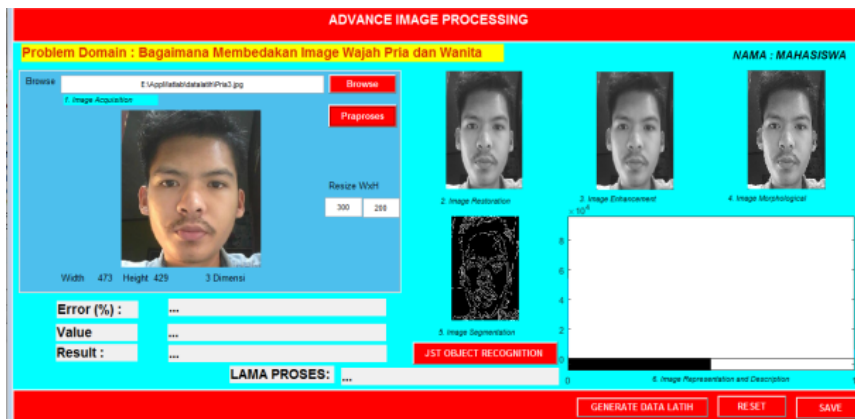 ADVANCE IMAGE PROCESSING
Problem Domain : Bagaimana Membedakan Image Wajah Pria dan Wanita
NAMA : MAHASISWA
Browse
E:\App\Matlab\datalatih\Pria3.jpg
Browse
1. Image Acquisition
Praproses
Resize WxH
300 200
Width 473 Height 429 3 Dimensi
2. Image Restoration
3. Image Enhancement
4. Image Morphological
× 10⁴
8
6
4
2
0
0 1
5. Image Segmentation
6. Image Representation and Description
Error (%) : ...
Value ...
Result : ...
JST OBJECT RECOGNITION
LAMA PROSES: ...
GENERATE DATA LATIH
RESET
SAVE